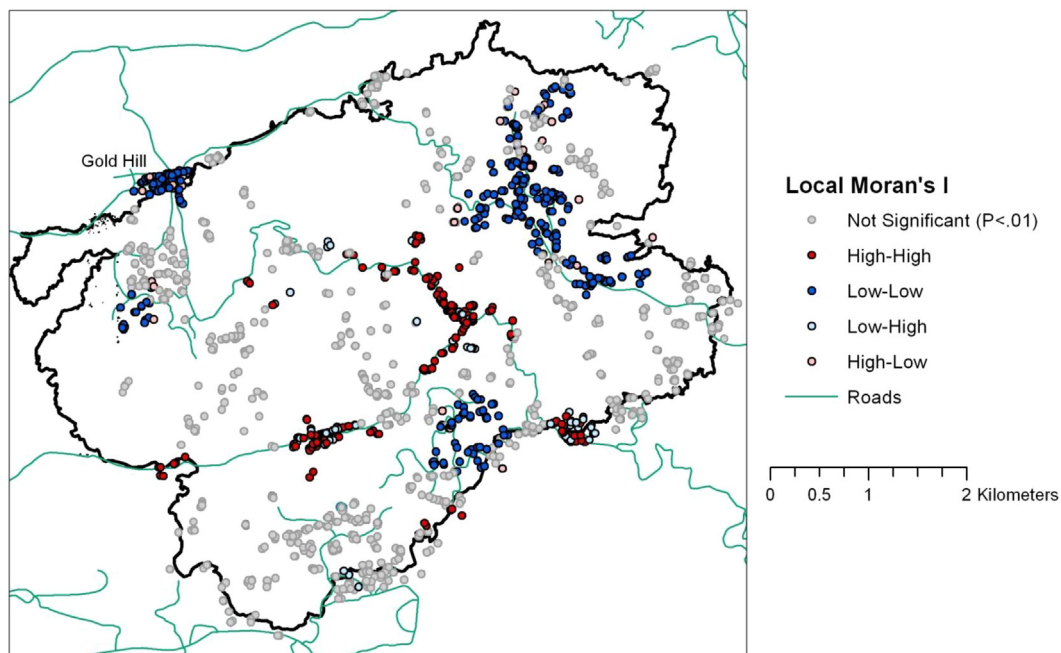 Gold Hill
Local Moran's I
Not Significant (P<.01)
High-High
Low-Low
Low-High
High-Low
Roads
0 0.5 1 2 Kilometers